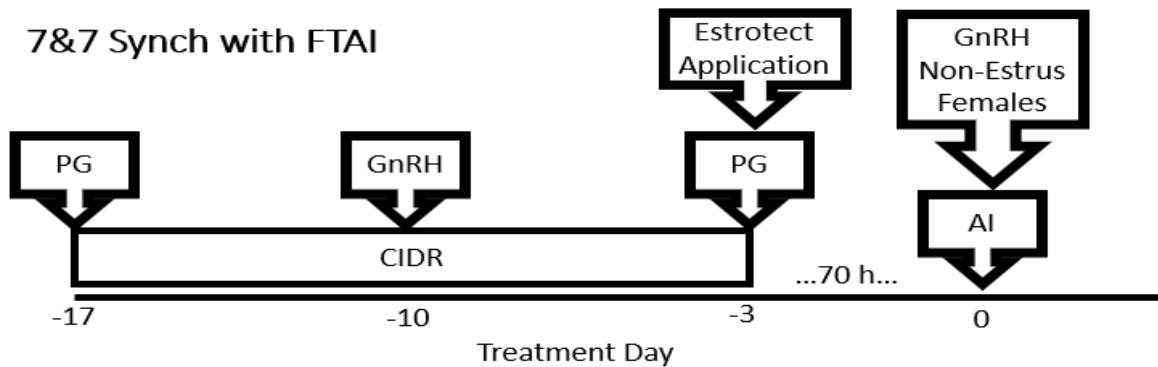 7&7 Synch with FTAI
Estrotect
Application
GnRH
Non-Estrus
Females
PG
GnRH
PG
AI
CIDR
...70 h...
-17
-10
-3
0
Treatment Day